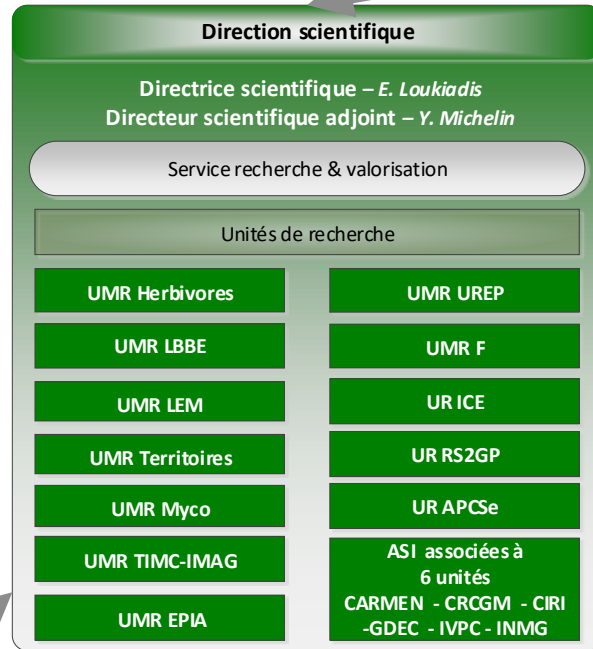 Direction scientifique
Directrice scientifique – E. Loukiadis
Directeur scientifique adjoint – Y. Michelin
Service recherche & valorisation
Unités de recherche
UMR Herbivores
UMR LBBE
UMR LEM
UMR Territoires
UMR Myco
UMR TIMC-IMAG
UMR EPIA
UMR UREP
UMR F
UR ICE
UR RS2GP
UR APCSe
ASI associées à
6 unités
CARMEN - CRCGM - CIRI
-GDEC - IVPC - INMG